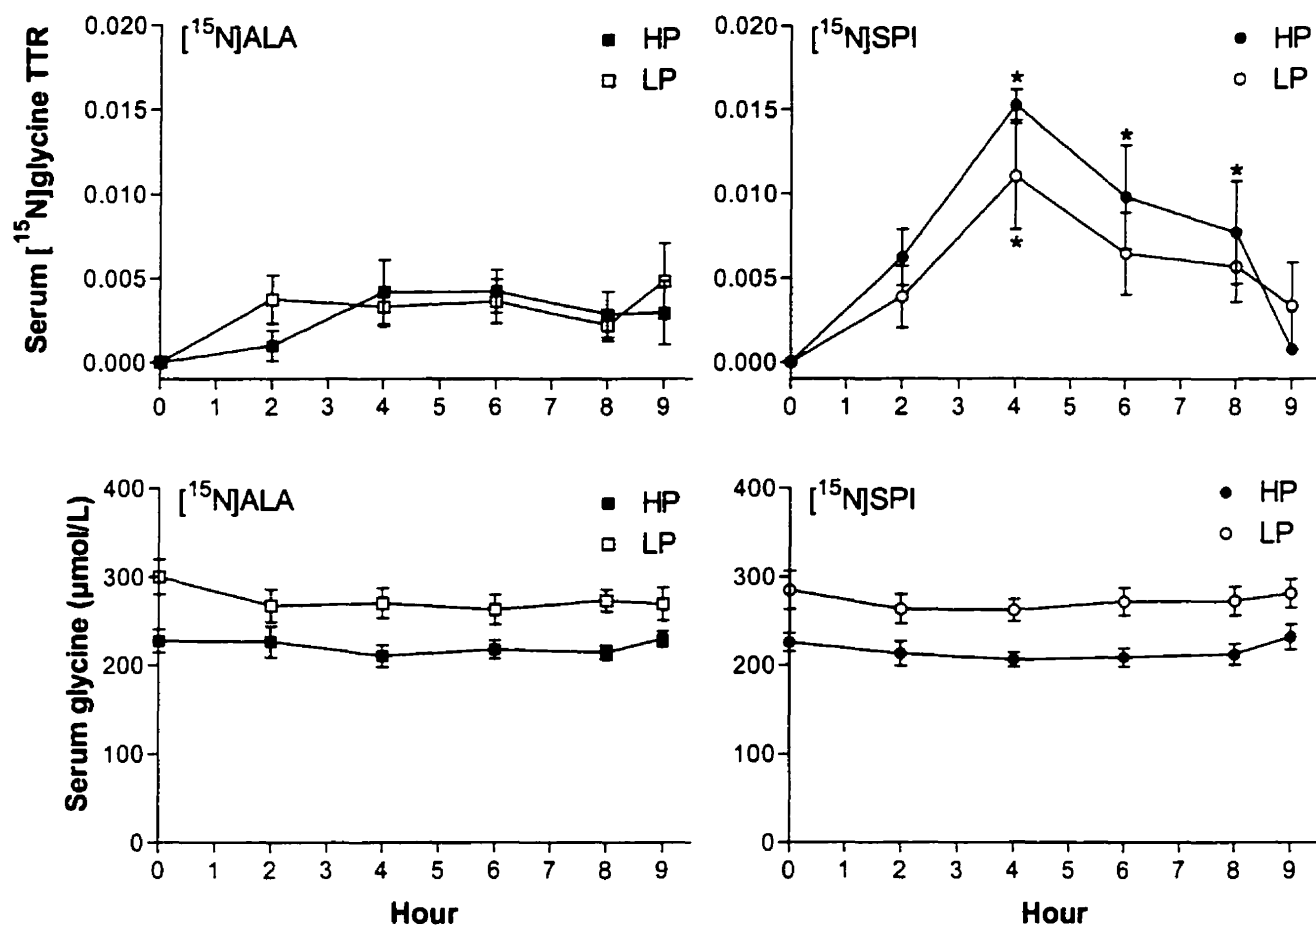 Serum [15N]glycine TTR
[15N]ALA
HP
LP
0.020
0.015
0.010
0.005
0.000
0 1 2 3 4 5 6 7 8 9
[15N]SPI
HP
LP
0.020
0.015
0.010
0.005
0.000
* * * *
0 1 2 3 4 5 6 7 8 9
Serum glycine (µmol/L)
[15N]ALA
HP
LP
400
300
200
100
0
0 1 2 3 4 5 6 7 8 9
Hour
[15N]SPI
HP
LP
400
300
200
100
0
0 1 2 3 4 5 6 7 8 9
Hour